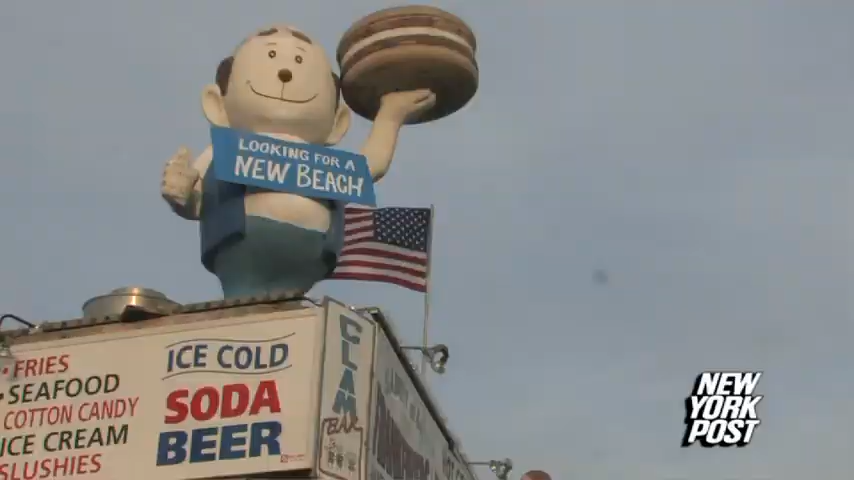 LOOKING FOR A
NEW BEACH
• FRIES
• SEAFOOD
COTTON CANDY
ICE CREAM
SLUSHIES
ICE COLD
SODA
BEER
CLAM
BAR
NEW
YORK
POST